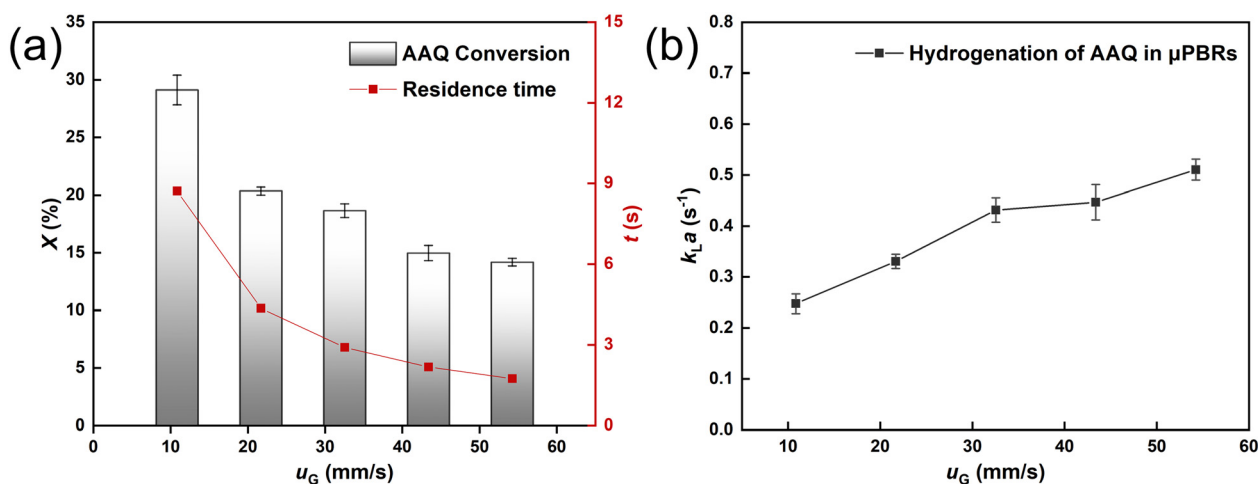 (a)
AAQ Conversion
Residence time
X (%)
35
30
25
20
15
10
5
0
t (s)
15
12
9
6
3
0
0 10 20 30 40 50 60
uG (mm/s)
(b)
Hydrogenation of AAQ in µPBRs
kLa (s-1)
0.8
0.7
0.6
0.5
0.4
0.3
0.2
0.1
0.0
10 20 30 40 50 60
uG (mm/s)